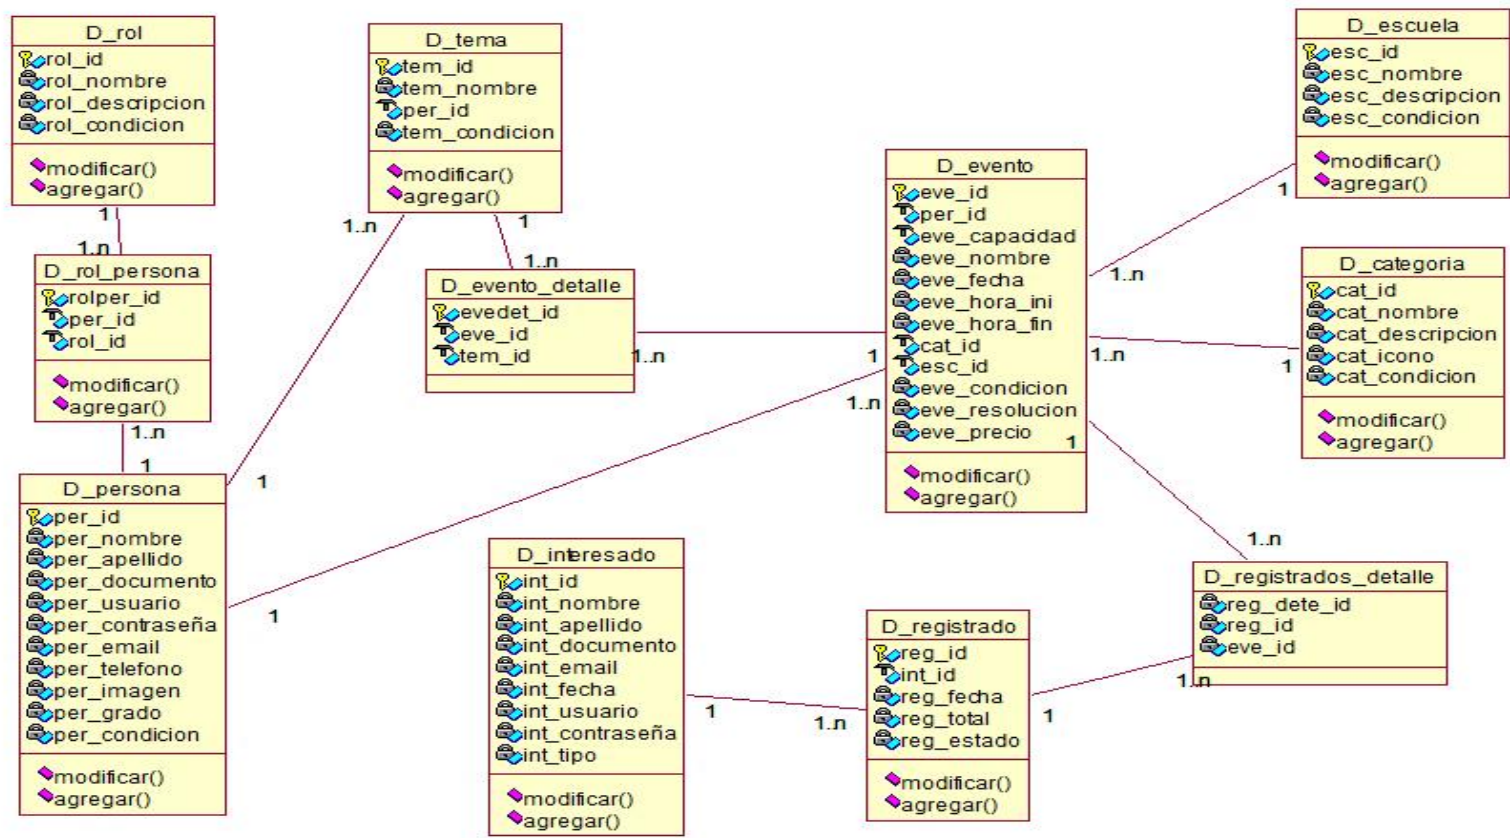 D_rol
rol_id
rol_nombre
rol_descripcion
rol_condicion
modificar()
agregar()
1
1..n
D_rol_persona
rolper_id
per_id
rol_id
modificar()
agregar()
1..n
1
D_persona
per_id
per_nombre
per_apellido
per_documento
per_usuario
per_contraseña
per_email
per_telefono
per_imagen
per_grado
per_condicion
modificar()
agregar()
D_tema
tem_id
tem_nombre
per_id
tem_condicion
modificar()
agregar()
1..n
1
1
1..n
D_evento_detalle
evedet_id
eve_id
tem_id
1..n
1
1..n
1
D_evento
eve_id
per_id
eve_capacidad
eve_nombre
eve_fecha
eve_hora_ini
eve_hora_fin
cat_id
esc_id
eve_condicion
eve_resolucion
eve_precio
1
modificar()
agregar()
D_escuela
esc_id
esc_nombre
esc_descripcion
esc_condicion
modificar()
agregar()
1
1..n
D_categoria
cat_id
cat_nombre
cat_descripcion
cat_icono
cat_condicion
modificar()
agregar()
1..n
1
1..n
D_registrados_detalle
reg_dete_id
reg_id
eve_id
1..n
1
D_registrado
reg_id
int_id
reg_fecha
reg_total
reg_estado
modificar()
agregar()
1
1..n
D_interesado
int_id
int_nombre
int_apellido
int_documento
int_email
int_fecha
int_usuario
int_contraseña
int_tipo
modificar()
agregar()